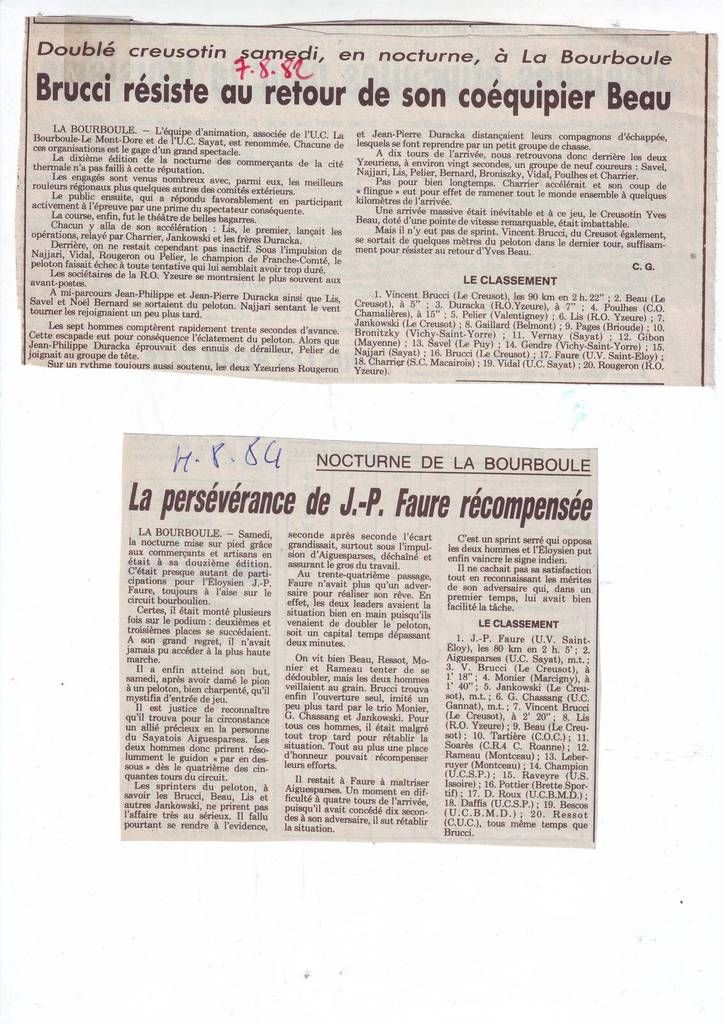 Doublé creusotin samedi, en nocturne, à La Bourboule
7.8.82
Brucci résiste au retour de son coéquipier Beau
LA BOURBOULE. — L'équipe d'animation, associée de l'U.C. La
Bourboule-Le Mont-Dore et de l'U.C. Sayat, est renommée. Chacune de
ces organisations est le gage d'un grand spectacle.
La dixième édition de la nocturne des commerçants de la cité
thermale n'a pas failli à cette réputation.
Les engagés sont venus nombreux avec, parmi eux, les meilleurs
rouleurs régionaux plus quelques autres des comités extérieurs.
Le public ensuite, qui a répondu favorablement en participant
activement à l'épreuve par une prime du spectateur conséquente.
La course, enfin, fut le théâtre de belles bagarres.
Chacun y alla de son accélération : Lis, le premier, lançait les
opérations, relayé par Charrier, Jankowski et les frères Duracka.
Derrière, on ne restait cependant pas inactif. Sous l'impulsion de
Najjari, Vidal, Rougeron ou Pelier, le champion de Franche-Comté, le
peloton faisait échec à toute tentative qui lui semblait avoir trop duré.
Les sociétaires de la R.O. Yzeure se montraient le plus souvent aux
avant-postes.
A mi-parcours Jean-Philippe et Jean-Pierre Duracka ainsi que Lis,
Savel et Noël Bernard se sortaient du peloton. Najjari sentant le vent
tourner les rejoignaient un peu plus tard.
Les sept hommes comptèrent rapidement trente secondes d'avance.
Cette escapade eut pour conséquence l'éclatement du peloton. Alors que
Jean-Philippe Duracka éprouvait des ennuis de dérailleur, Pelier de
joignait au groupe de tête.
Sur un rythme toujours aussi soutenu, les deux Yzeuriens Rougeron
et Jean-Pierre Duracka distançaient leurs compagnons d'échappée,
lesquels se font reprendre par un petit groupe de chasse.
A dix tours de l'arrivée, nous retrouvons donc derrière les deux
Yzeuriens, à environ vingt secondes, un groupe de neuf coureurs : Savel,
Najjari, Lis, Pelier, Bernard, Broniszky, Vidal, Poulhes et Charrier.
Pas pour bien longtemps. Charrier accélérait et son coup de
« flingue » eut pour effet de ramener tout le monde ensemble à quelques
kilomètres de l'arrivée.
Une arrivée massive était inévitable et à ce jeu, le Creusotin Yves
Beau, doté d'une pointe de vitesse remarquable, était imbattable.
Mais il n'y eut pas de sprint. Vincent Brucci, du Creusot également,
se sortait de quelques mètres du peloton dans le dernier tour, suffisam-
ment pour résister au retour d'Yves Beau.
C. G.
LE CLASSEMENT
1. Vincent Brucci (Le Creusot), les 90 km en 2 h. 22'' ; 2. Beau (Le
Creusot), à 5'' ; 3. Duracka (R.O.Yzeure), à 7'' ; 4. Poulhes (C.O.
Chamalières), à 15'' ; 5. Pelier (Valentigney) ; 6. Lis (R.O. Yzeure) ; 7.
Jankowski (Le Creusot) ; 8. Gaillard (Belmont) ; 9. Pages (Brioude) ; 10.
Bronitzky (Vichy-Saint-Yorre) ; 11. Vernay (Sayat) ; 12. Gibon
(Mayenne) ; 13. Savel (Le Puy) ; 14. Gendre (Vichy-Saint-Yorre) ; 15.
Najjari (Sayat) ; 16. Brucci (Le Creusot) ; 17. Faure (U.V. Saint-Eloy) ;
18. Charrier (S.C. Macairois) ; 19. Vidal (U.C. Sayat) ; 20. Rougeron (R.O.
Yzeure).
4.8.84
NOCTURNE DE LA BOURBOULE
La persévérance de J.-P. Faure récompensée
LA BOURBOULE. — Samedi,
la nocturne mise sur pied grâce
aux commerçants et artisans en
était à sa douzième édition.
C'était presque autant de parti-
cipations pour l'Éloysien J.-P.
Faure, toujours à l'aise sur le
circuit bourboulien.
Certes, il était monté plusieurs
fois sur le podium : deuxièmes et
troisièmes places se succédaient.
A son grand regret, il n'avait
jamais pu accéder à la plus haute
marche.
Il a enfin atteind son but,
samedi, après avoir damé le pion
à un peloton, bien charpenté, qu'il
mystifia d'entrée de jeu.
Il est justice de reconnaître
qu'il trouva pour la circonstance
un allié précieux en la personne
du Sayatois Aiguesparses. Les
deux hommes donc prirent réso-
lument le guidon « par en des-
sous » dès le quatrième des cin-
quantes tours du circuit.
Les sprinters du peloton, à
savoir les Brucci, Beau, Lis et
autres Jankowski, ne prirent pas
l'affaire très au sérieux. Il fallu
pourtant se rendre à l'evidence,
seconde après seconde l'écart
grandissait, surtout sous l'impul-
sion d'Aiguesparses, déchaîné et
assurant le gros du travail.
Au trente-quatrième passage,
Faure n'avait plus qu'un adver-
saire pour réaliser son rêve. En
effet, les deux leaders avaient la
situation bien en main puisqu'ils
venaient de doubler le peloton,
soit un capital temps dépassant
deux minutes.
On vit bien Beau, Ressot, Mo-
nier et Rameau tenter de se
dédoubler, mais les deux hommes
veillaient au grain. Brucci trouva
enfin l'ouverture seul, imité un
peu plus tard par le trio Monier,
G. Chassang et Jankowski. Pour
tous ces hommes, il était malgré
tout trop tard pour rétablir la
situation. Tout au plus une place
d'honneur pouvait récompenser
leurs efforts.
Il restait à Faure à maîtriser
Aiguesparses. Un moment en dif-
ficulté à quatre tours de l'arrivée,
puisqu'il avait concédé dix secon-
des à son adversaire, il sut rétablir
la situation.
C'est un sprint serré qui opposa
les deux hommes et l'Éloysien put
enfin vaincre le signe indien.
Il ne cachait pas sa satisfaction
tout en reconnaissant les mérites
de son adversaire qui, dans un
premier temps, lui avait bien
facilité la tâche.
LE CLASSEMENT
1. J.-P. Faure (U.V. Saint-
Eloy), les 80 km en 2 h. 5' ; 2.
Aiguesparses (U.C. Sayat), m.t. ;
3. V. Brucci (Le Creusot), à
1' 18'' ; 4. Monier (Marcigny), à
1' 40'' ; 5. Jankowski (Le Creu-
sot), m.t. ; 6. G. Chassang (U.C.
Gannat), m.t. ; 7. Vincent Brucci
(Le Creusot), à 2' 20'' ; 8. Lis
(R.O. Yzeure) ; 9. Beau (Le Creu-
sot) ; 10. Tartière (C.O.C.) ; 11.
Soarès (C.R.4 C. Roanne) ; 12.
Rameau (Montceau) ; 13. Leber-
ruyer (Montceau) ; 14. Champion
(U.C.S.P.) ; 15. Raveyre (U.S.
Issoire) ; 16. Pottier (Brette Spor-
tif) ; 17. D. Roux (U.C.B.M.D.) ;
18. Daffis (U.C.S.P.) ; 19. Bescos
(U.C.B.M.D.) ; 20. Ressot
(C.U.C.), tous même temps que
Brucci.